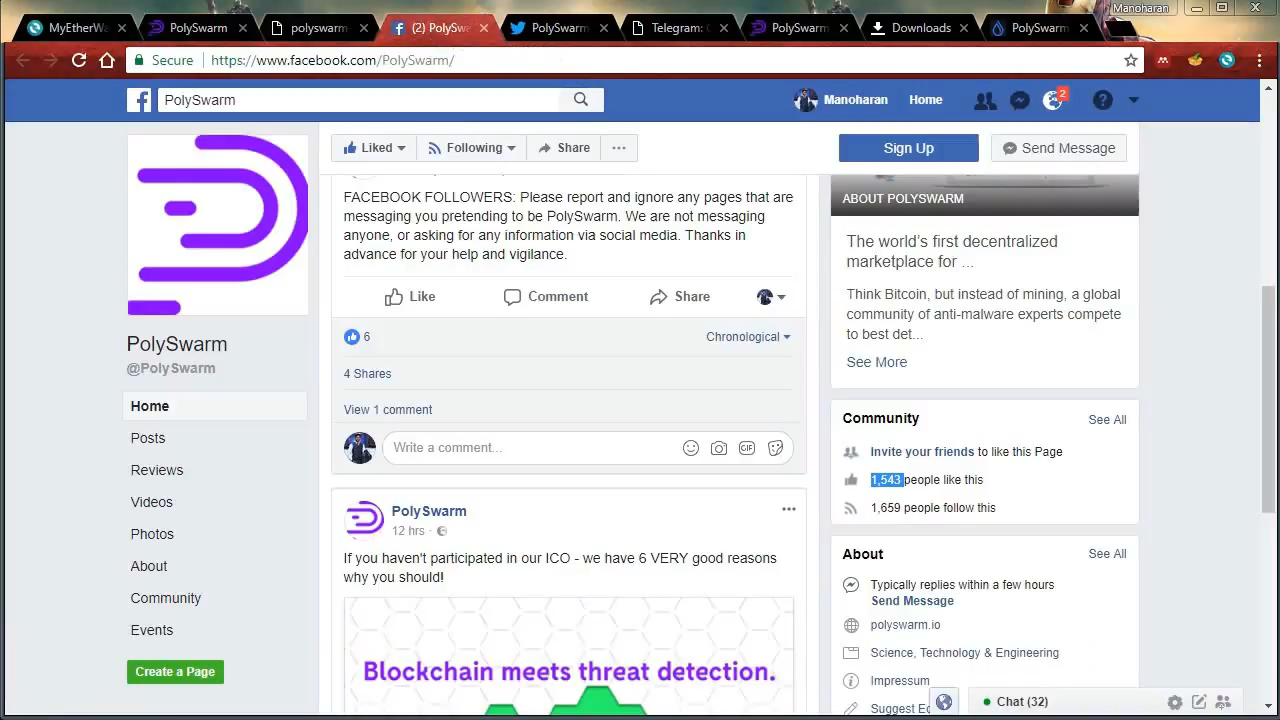 Manoharan
MyEtherWa
PolySwarm
polyswarm
(2) PolySw
PolySwarm
Telegram: C
PolySwarm
Downloads
PolySwarm
Secure
https://www.facebook.com/PolySwarm/
PolySwarm
Manoharan
Home
2
Liked
Following
Share
Sign Up
Send Message
PolySwarm
@PolySwarm
Home
Posts
Reviews
Videos
Photos
About
Community
Events
Create a Page
FACEBOOK FOLLOWERS: Please report and ignore any pages that are
messaging you pretending to be PolySwarm. We are not messaging
anyone, or asking for any information via social media. Thanks in
advance for your help and vigilance.
Like
Comment
Share
6
Chronological
4 Shares
View 1 comment
Write a comment...
GIF
PolySwarm
12 hrs ·
If you haven't participated in our ICO - we have 6 VERY good reasons
why you should!
Blockchain meets threat detection.
ABOUT POLYSWARM
The world's first decentralized
marketplace for ...
Think Bitcoin, but instead of mining, a global
community of anti-malware experts compete
to best det...
See More
Community
See All
Invite your friends to like this Page
1,543 people like this
1,659 people follow this
About
See All
Typically replies within a few hours
Send Message
polyswarm.io
Science, Technology & Engineering
Impressum
Suggest Ed
Chat (32)